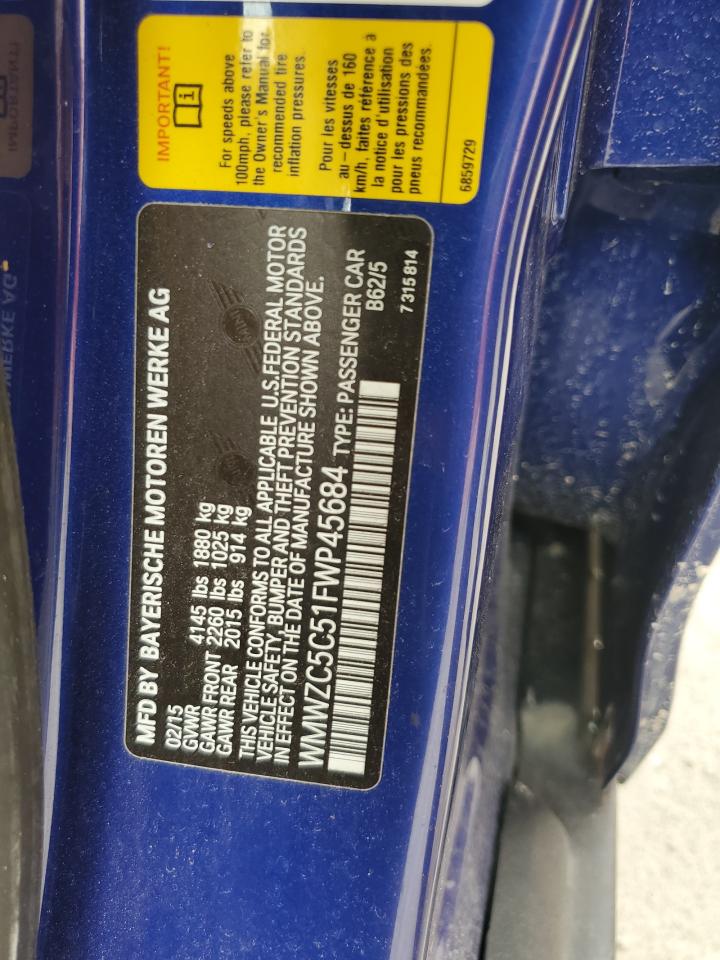 IMPORTANT!
For speeds above
100mph, please refer to
the Owner's Manual for
recommended tire
inflation pressures.
Pour les vitesses
au – dessus de 160
km/h, faites référence à
la notice d'utilisation
pour les pressions des
pneus recommandées.
6859729
MFD BY BAYERISCHE MOTOREN WERKE AG
02/15
GVWR 4145 lbs 1880 kg
GAWR FRONT 2260 lbs 1025 kg
GAWR REAR 2015 lbs 914 kg
THIS VEHICLE CONFORMS TO ALL APPLICABLE U.S.FEDERAL MOTOR
VEHICLE SAFETY, BUMPER AND THEFT PREVENTION STANDARDS
IN EFFECT ON THE DATE OF MANUFACTURE SHOWN ABOVE.
WMWZC5C51FWP45684 TYPE: PASSENGER CAR
B62/5
7 315 814